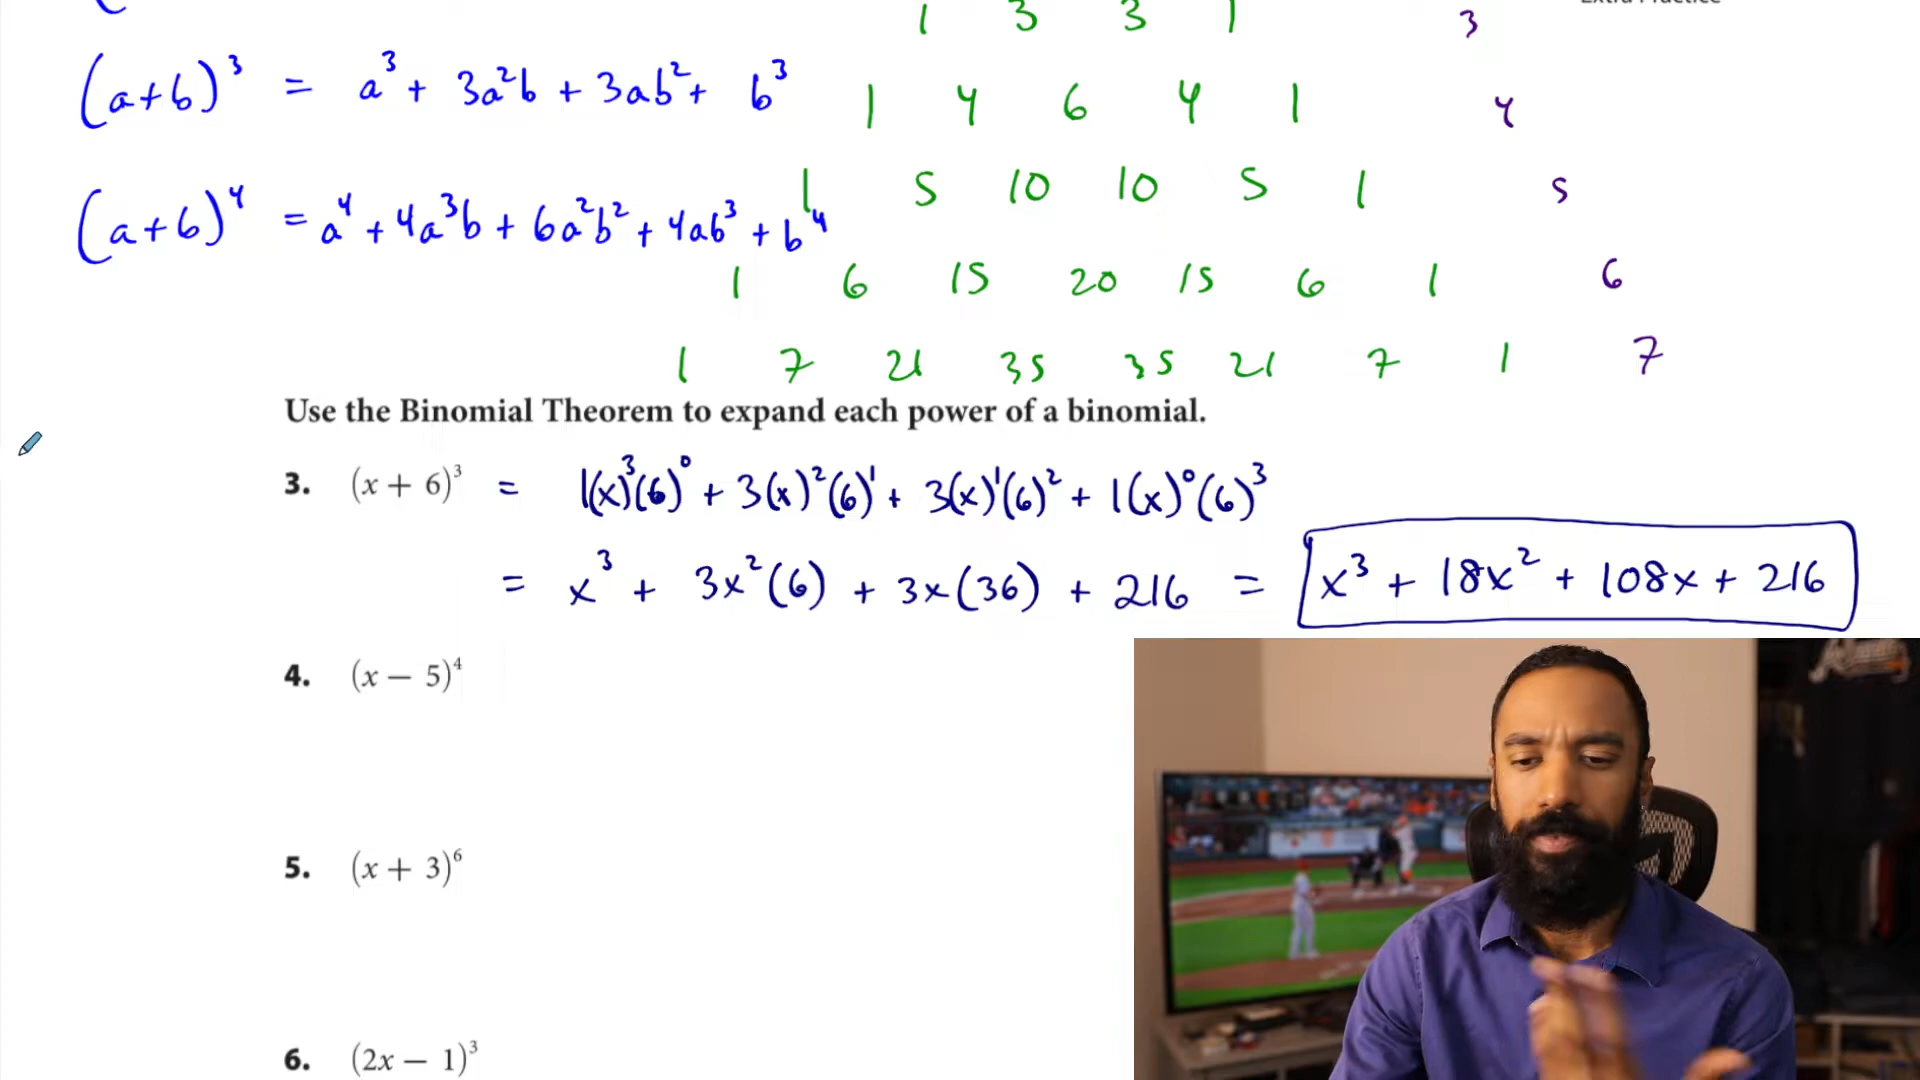 1 3 3 1 3
(a+b)³ = a³ + 3a²b + 3ab² + b³
1 4 6 4 1 4
1 5 10 10 5 1 5
(a+b)⁴ = a⁴ + 4a³b + 6a²b² + 4ab³ + b⁴
1 6 15 20 15 6 1 6
1 7 21 35 35 21 7 1 7
Use the Binomial Theorem to expand each power of a binomial.
3. (x + 6)³ = 1(x)³(6)⁰ + 3(x)²(6)¹ + 3(x)¹(6)² + 1(x)⁰(6)³
= x³ + 3x²(6) + 3x(36) + 216 = x³ + 18x² + 108x + 216
4. (x − 5)⁴
5. (x + 3)⁶
6. (2x − 1)³